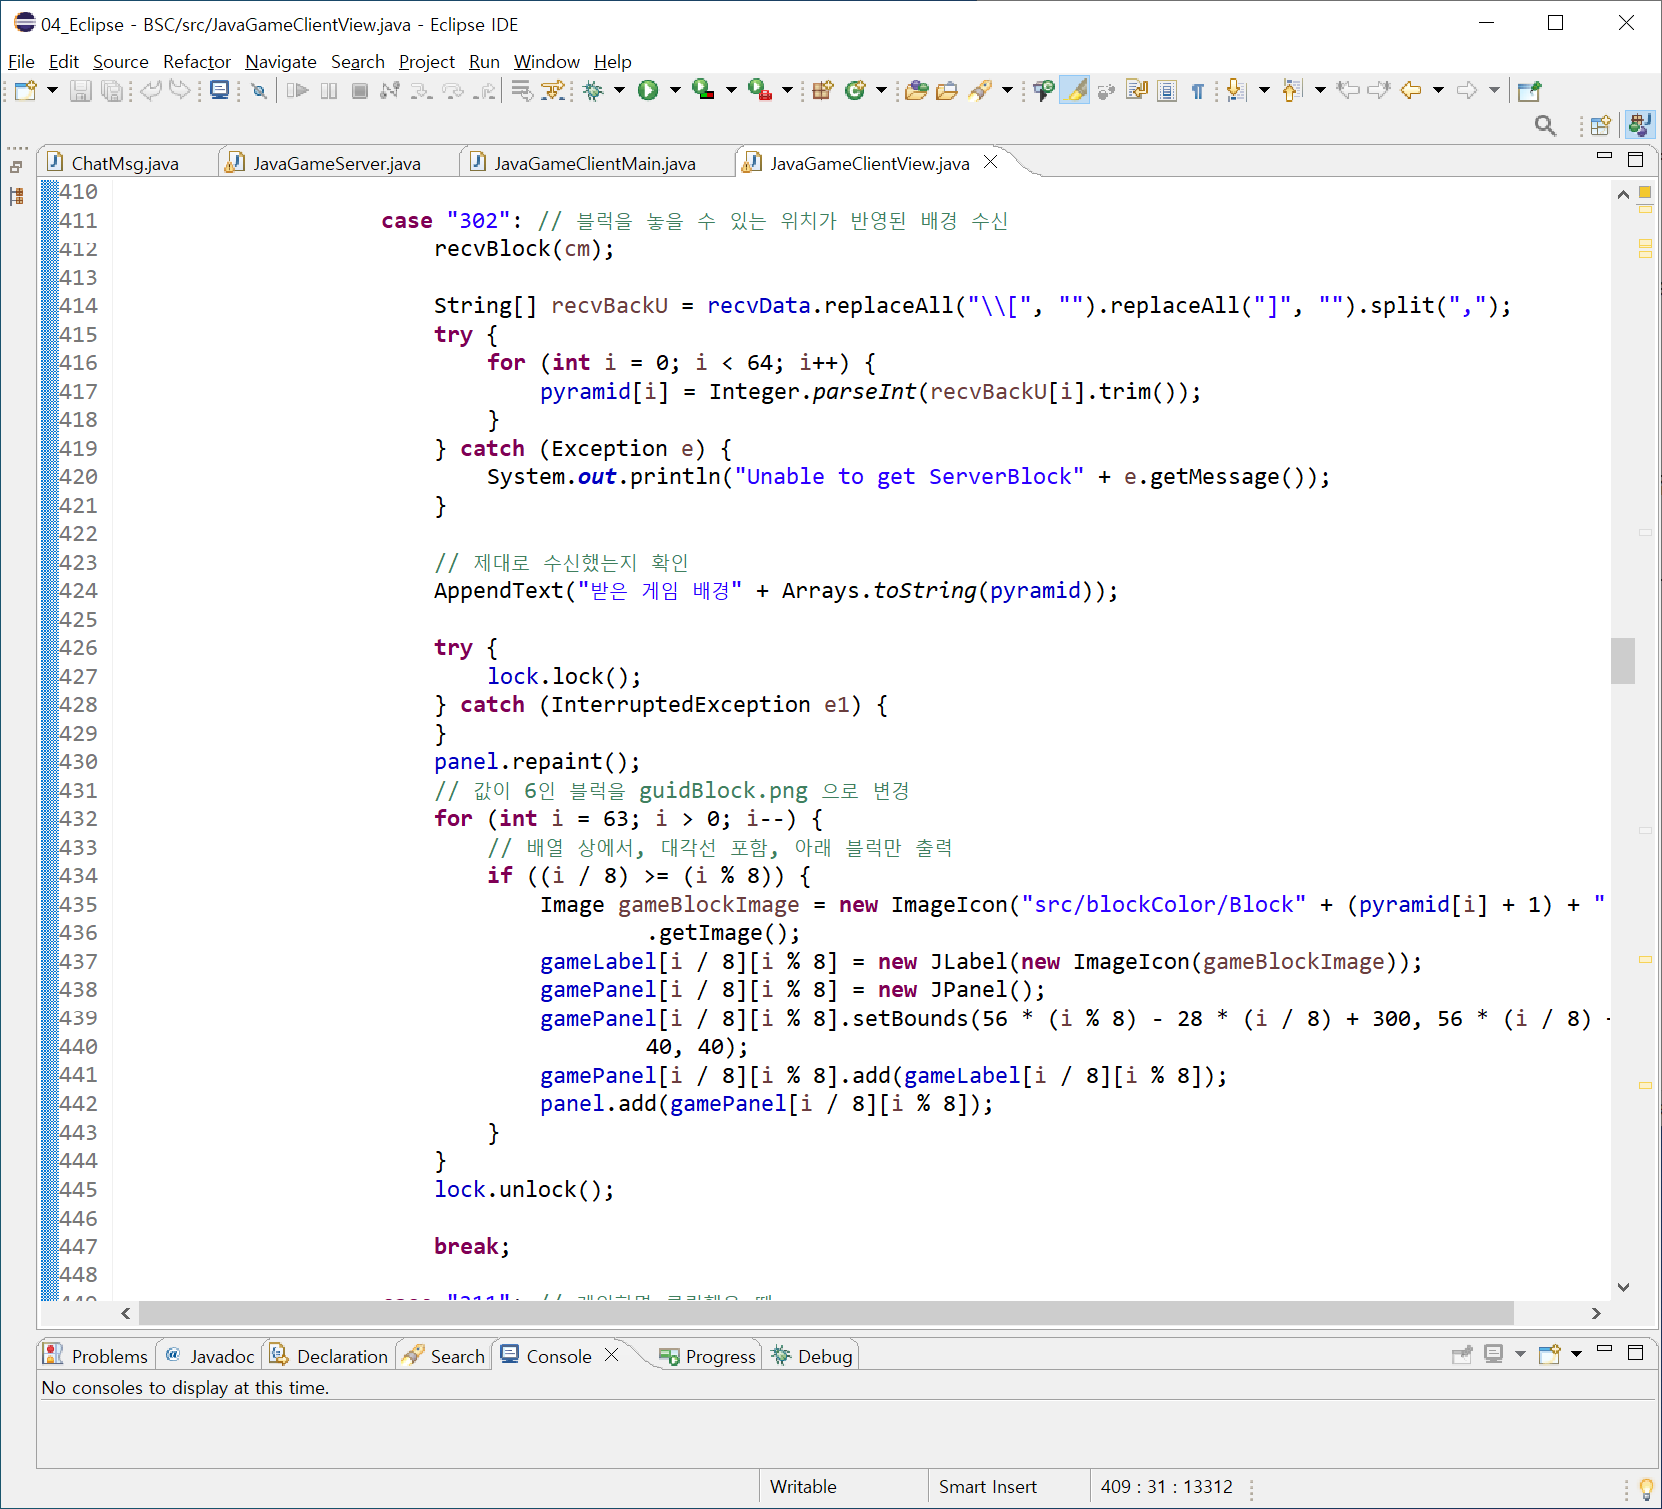 04_Eclipse - BSC/src/JavaGameClientView.java - Eclipse IDE
File Edit Source Refactor Navigate Search Project Run Window Help
ChatMsg.java JavaGameServer.java JavaGameClientMain.java JavaGameClientView.java
410
411 case "302": // 블럭을 놓을 수 있는 위치가 반영된 배경 수신
412 recvBlock(cm);
413
414 String[] recvBackU = recvData.replaceAll("\\[", "").replaceAll("]", "").split(",");
415 try {
416 for (int i = 0; i < 64; i++) {
417 pyramid[i] = Integer.parseInt(recvBackU[i].trim());
418 }
419 } catch (Exception e) {
420 System.out.println("Unable to get ServerBlock" + e.getMessage());
421 }
422
423 // 제대로 수신했는지 확인
424 AppendText("받은 게임 배경" + Arrays.toString(pyramid));
425
426 try {
427 lock.lock();
428 } catch (InterruptedException e1) {
429 }
430 panel.repaint();
431 // 값이 6인 블럭을 guidBlock.png 으로 변경
432 for (int i = 63; i > 0; i--) {
433 // 배열 상에서, 대각선 포함, 아래 블럭만 출력
434 if ((i / 8) >= (i % 8)) {
435 Image gameBlockImage = new ImageIcon("src/blockColor/Block" + (pyramid[i] + 1) + "
436 .getImage();
437 gameLabel[i / 8][i % 8] = new JLabel(new ImageIcon(gameBlockImage));
438 gamePanel[i / 8][i % 8] = new JPanel();
439 gamePanel[i / 8][i % 8].setBounds(56 * (i % 8) - 28 * (i / 8) + 300, 56 * (i / 8)
440 40, 40);
441 gamePanel[i / 8][i % 8].add(gameLabel[i / 8][i % 8]);
442 panel.add(gamePanel[i / 8][i % 8]);
443 }
444 }
445 lock.unlock();
446
447 break;
448
Problems Javadoc Declaration Search Console Progress Debug
No consoles to display at this time.
Writable Smart Insert 409 : 31 : 13312